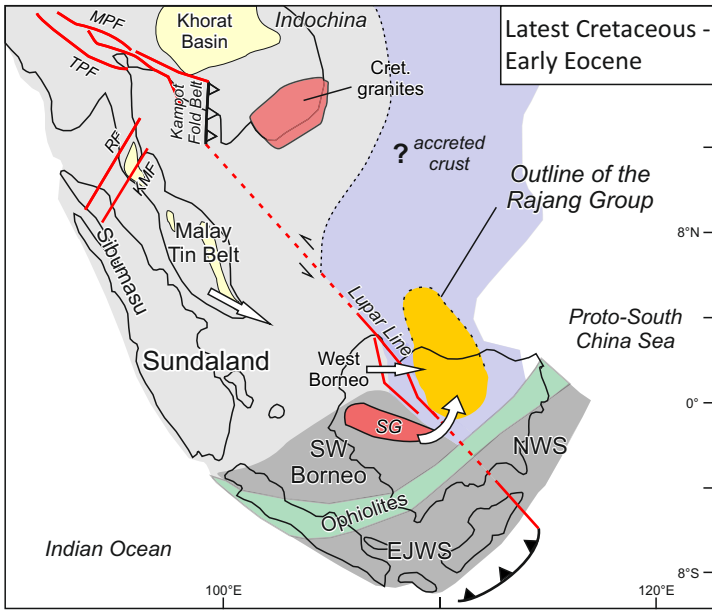 Latest Cretaceous -
Early Eocene
MPF
Khorat
Basin
Indochina
TPF
Kampot
Fold Belt
Cret.
granites
? accreted
crust
RF
KMF
Outline of the
Rajang Group
Malay
Tin Belt
8°N
Sibumasu
Lupar Line
Proto-South
China Sea
Sundaland
West
Borneo
0°
SG
SW
Borneo
NWS
Ophiolites
EJWS
Indian Ocean
8°S
100°E
120°E